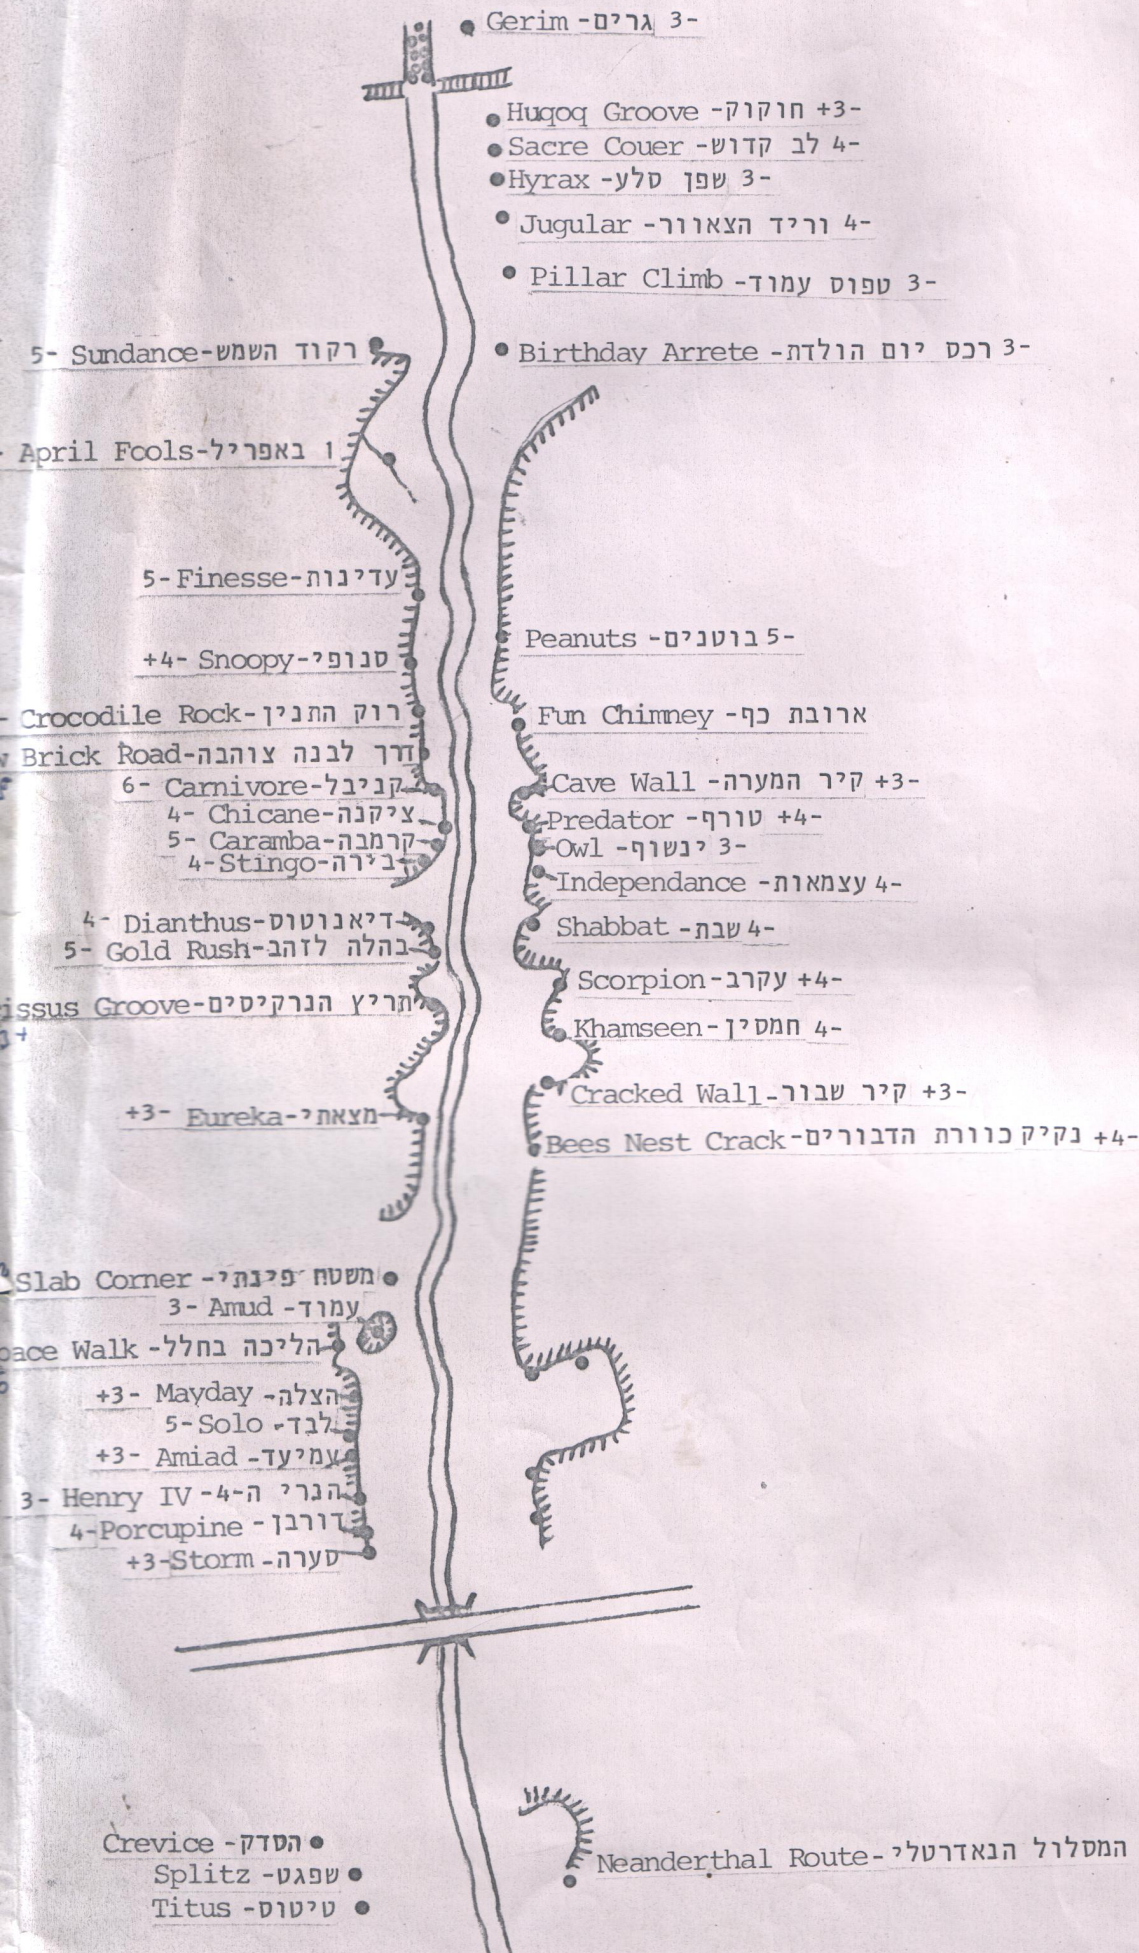 Gerim - גרים 3-
Huqoq Groove - חוקוק +3-
Sacre Couer - לב קדוש 4-
Hyrax - שפן סלע 3-
Jugular - וריד הצאוור 4-
Pillar Climb - טפוס עמוד 3-
5- Sundance - רקוד השמש
Birthday Arrete - רכס יום הולדת 3-
April Fools - 1 באפריל
5- Finesse - עדינות
Peanuts - בוטנים 5-
+4- Snoopy - סנופי
- Crocodile Rock - רוק התנין
Fun Chimney - ארובת כף
Brick Road - דרך לבנה צוהבה
6- Carnivore - קניבל
Cave Wall - קיר המערה +3-
4- Chicane - ציקנה
Predator - טורף +4-
5- Caramba - קרמבה
Owl - ינשוף 3-
4- Stingo - בירה
Independance - עצמאות 4-
4- Dianthus - דיאנוטוס
Shabbat - שבת 4-
5- Gold Rush - בהלה לזהב
Scorpion - עקרב +4-
issus Groove - חריץ הנרקיסים
3+
Khamseen - חמסין 4-
Cracked Wall - קיר שבור +3-
+3- Eureka - מצאתי
Bees Nest Crack - נקיק כוורת הדבורים +4-
Slab Corner - משטח פינתי
3- Amud - עמוד
pace Walk - הליכה בחלל
+3- Mayday - הצלה
5- Solo - לבד
+3- Amiad - עמיעד
3- Henry IV - הנרי ה-4
4- Porcupine - דורבן
+3- Storm - סערה
Crevice - הסדק
Neanderthal Route - המסלול הנאדרטלי
Splitz - שפגט
Titus - טיטוס